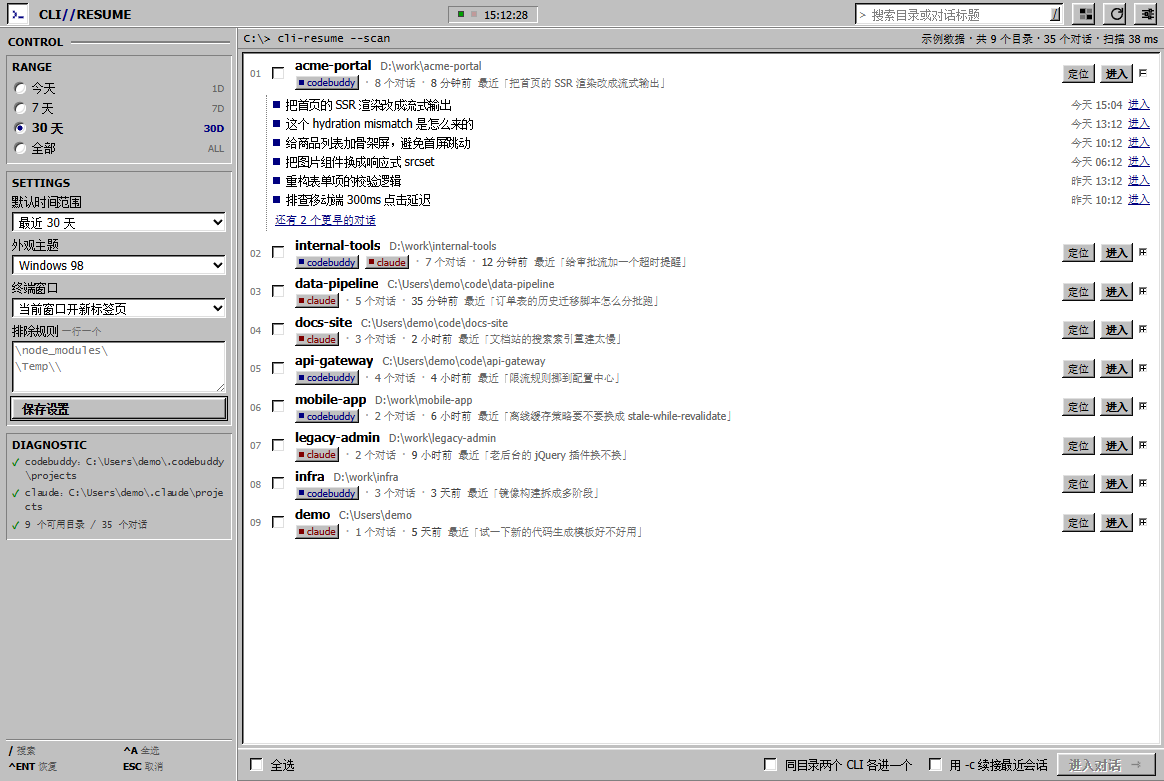 CLI//RESUME
15:12:28
> 搜索目录或对话标题 /
CONTROL
RANGE
今天 1D
7 天 7D
30 天 30D
全部 ALL
SETTINGS
默认时间范围
最近 30 天
外观主题
Windows 98
终端窗口
当前窗口开新标签页
排除规则 一行一个
\node_modules\
\Temp\\
保存设置
DIAGNOSTIC
✓ codebuddy: C:\Users\demo\.codebuddy
\projects
✓ claude: C:\Users\demo\.claude\proje
cts
✓ 9 个可用目录 / 35 个对话
/ 搜索 ^A 全选
^ENT 恢复 ESC 取消
C:\> cli-resume --scan 示例数据 · 共 9 个目录 · 35 个对话 · 扫描 38 ms
01 acme-portal D:\work\acme-portal 定位 进入
codebuddy · 8 个对话 · 8 分钟前 最近「把首页的 SSR 渲染改成流式输出」
把首页的 SSR 渲染改成流式输出 今天 15:04 进入
这个 hydration mismatch 是怎么来的 今天 13:12 进入
给商品列表加骨架屏，避免首屏跳动 今天 10:12 进入
把图片组件换成响应式 srcset 今天 06:12 进入
重构表单项的校验逻辑 昨天 13:12 进入
排查移动端 300ms 点击延迟 昨天 10:12 进入
还有 2 个更早的对话
02 internal-tools D:\work\internal-tools 定位 进入
codebuddy claude · 7 个对话 · 12 分钟前 最近「给审批流加一个超时提醒」
03 data-pipeline C:\Users\demo\code\data-pipeline 定位 进入
claude · 5 个对话 · 35 分钟前 最近「订单表的历史迁移脚本怎么分批跑」
04 docs-site C:\Users\demo\code\docs-site 定位 进入
claude · 3 个对话 · 2 小时前 最近「文档站的搜索索引重建太慢」
05 api-gateway C:\Users\demo\code\api-gateway 定位 进入
codebuddy · 4 个对话 · 4 小时前 最近「限流规则挪到配置中心」
06 mobile-app D:\work\mobile-app 定位 进入
codebuddy · 2 个对话 · 6 小时前 最近「离线缓存策略要不要换成 stale-while-revalidate」
07 legacy-admin D:\work\legacy-admin 定位 进入
claude · 2 个对话 · 9 小时前 最近「老后台的 jQuery 插件换不换」
08 infra D:\work\infra 定位 进入
codebuddy · 3 个对话 · 3 天前 最近「镜像构建拆成多阶段」
09 demo C:\Users\demo 定位 进入
claude · 1 个对话 · 5 天前 最近「试一下新的代码生成模板好不好用」
全选 同目录两个 CLI 各进一个 用 -c 续接最近会话 进入对话 →